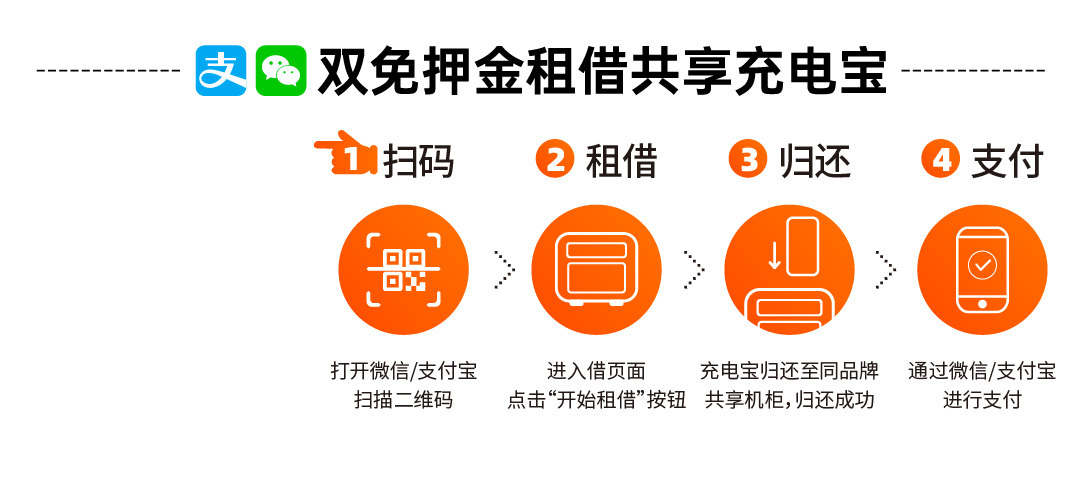 支 双免押金租借共享充电宝
1 扫码
2 租借
3 归还
4 支付
打开微信/支付宝
扫描二维码
进入借页面
点击“开始租借”按钮
充电宝归还至同品牌
共享机柜，归还成功
通过微信/支付宝
进行支付